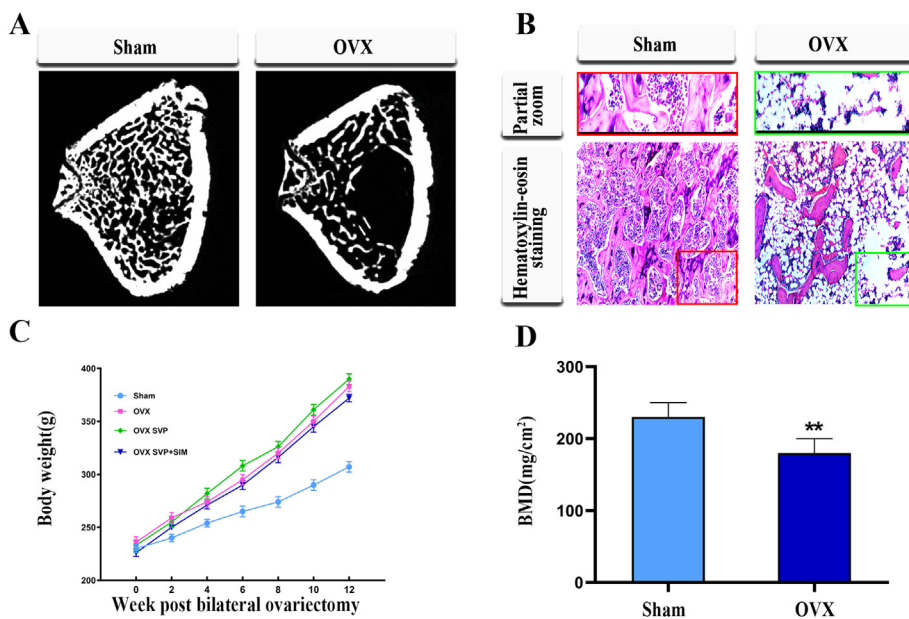 A
Sham
OVX
B
Sham
OVX
Partial
zoom
Hematoxylin-eosin
staining
C
400
350
300
250
200
Body weight(g)
Sham
OVX
OVX SVP
OVX SVP+SIM
0 2 4 6 8 10 12
Week post bilateral ovariectomy
D
300
200
100
0
BMD(mg/cm²)
**
Sham
OVX